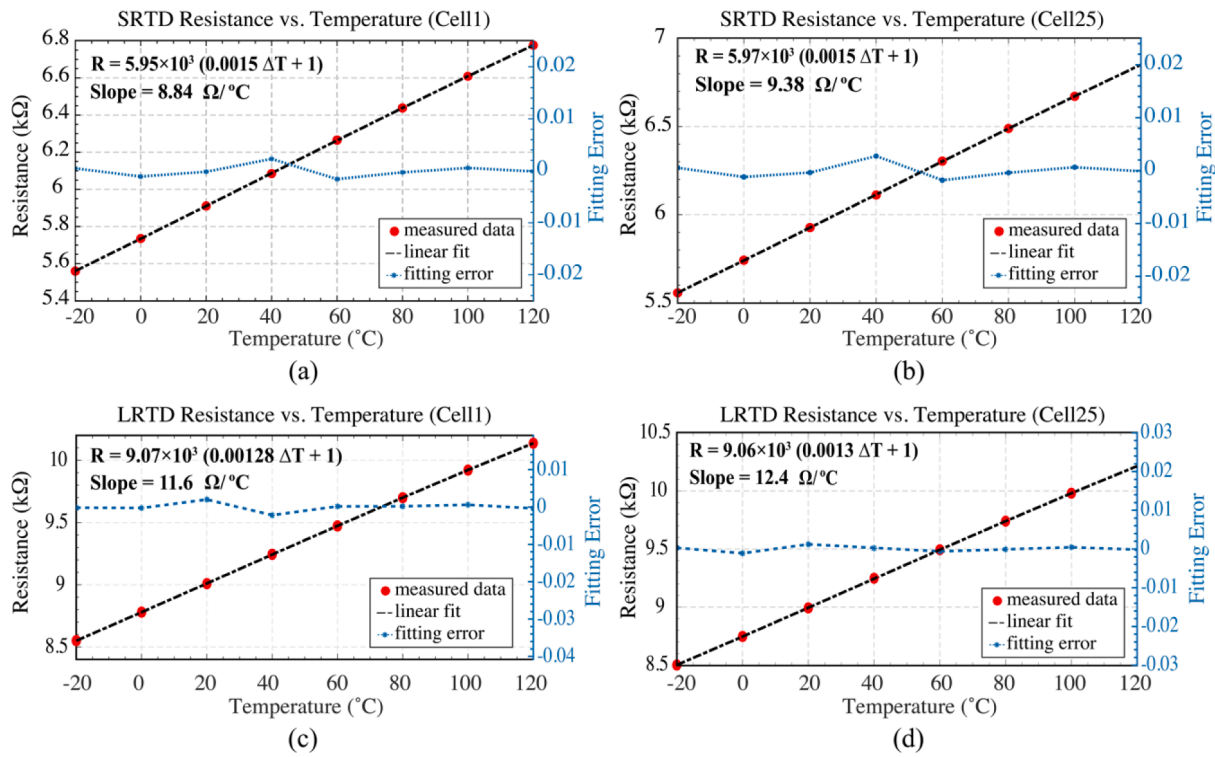 SRTD Resistance vs. Temperature (Cell1)
R = 5.95×10³ (0.0015 ΔT + 1)
Slope = 8.84 Ω/ ºC
Resistance (kΩ)
6.8
6.6
6.4
6.2
6
5.8
5.6
5.4
0.02
0.01
0
-0.01
-0.02
Fitting Error
measured data
linear fit
fitting error
-20 0 20 40 60 80 100 120
Temperature (˚C)
(a)
SRTD Resistance vs. Temperature (Cell25)
R = 5.97×10³ (0.0015 ΔT + 1)
Slope = 9.38 Ω/ ºC
Resistance (kΩ)
7
6.5
6
5.5
0.02
0.01
0
-0.01
-0.02
Fitting Error
measured data
linear fit
fitting error
-20 0 20 40 60 80 100 120
Temperature (˚C)
(b)
LRTD Resistance vs. Temperature (Cell1)
R = 9.07×10³ (0.00128 ΔT + 1)
Slope = 11.6 Ω/ºC
Resistance (kΩ)
10
9.5
9
8.5
0.01
0
-0.01
-0.02
-0.03
-0.04
Fitting Error
measured data
linear fit
fitting error
-20 0 20 40 60 80 100 120
Temperature (˚C)
(c)
LRTD Resistance vs. Temperature (Cell25)
R = 9.06×10³ (0.0013 ΔT + 1)
Slope = 12.4 Ω/ºC
Resistance (kΩ)
10.5
10
9.5
9
8.5
0.03
0.02
0.01
0
-0.01
-0.02
-0.03
Fitting Error
measured data
linear fit
fitting error
-20 0 20 40 60 80 100 120
Temperature (˚C)
(d)